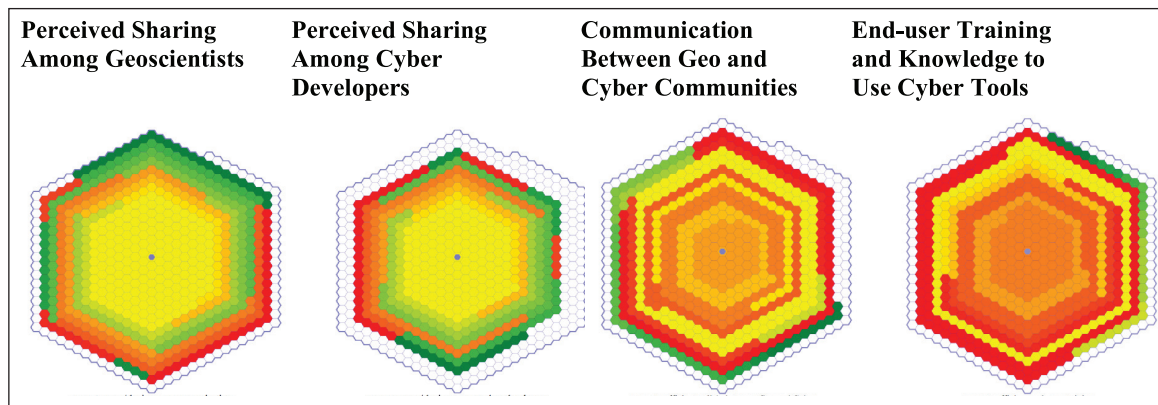 Perceived Sharing
Among Geoscientists
Perceived Sharing
Among Cyber
Developers
Communication
Between Geo and
Cyber Communities
End-user Training
and Knowledge to
Use Cyber Tools